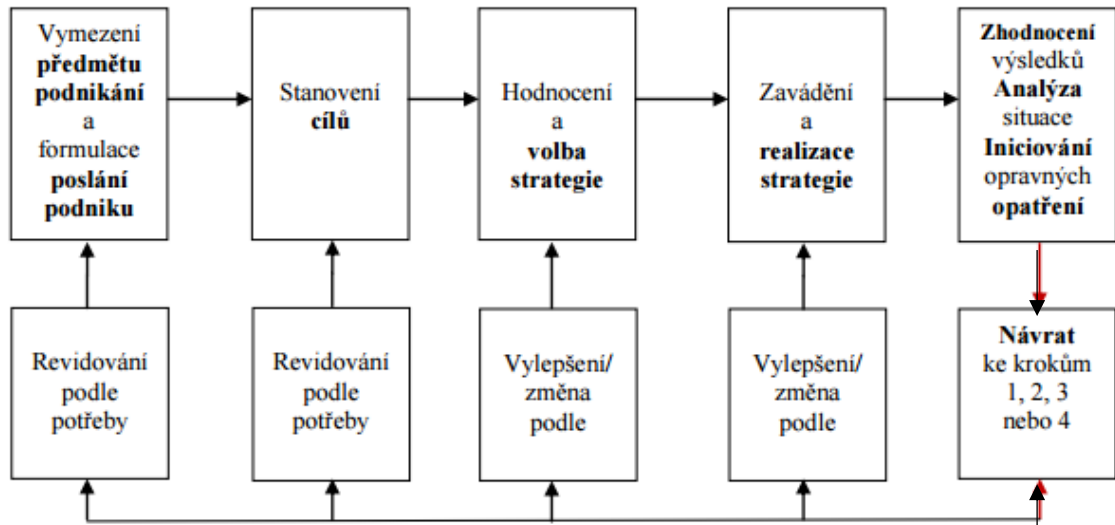 Vymezení
předmětu
podnikání
a
formulace
poslání
podniku
Stanovení
cílů
Hodnocení
a
volba
strategie
Zavádění
a
realizace
strategie
Zhodnocení
výsledků
Analýza
situace
Iniciování
opravných
opatření
Revidování
podle
potřeby
Revidování
podle
potřeby
Vylepšení/
změna
podle
Vylepšení/
změna
podle
Návrat
ke krokům
1, 2, 3
nebo 4